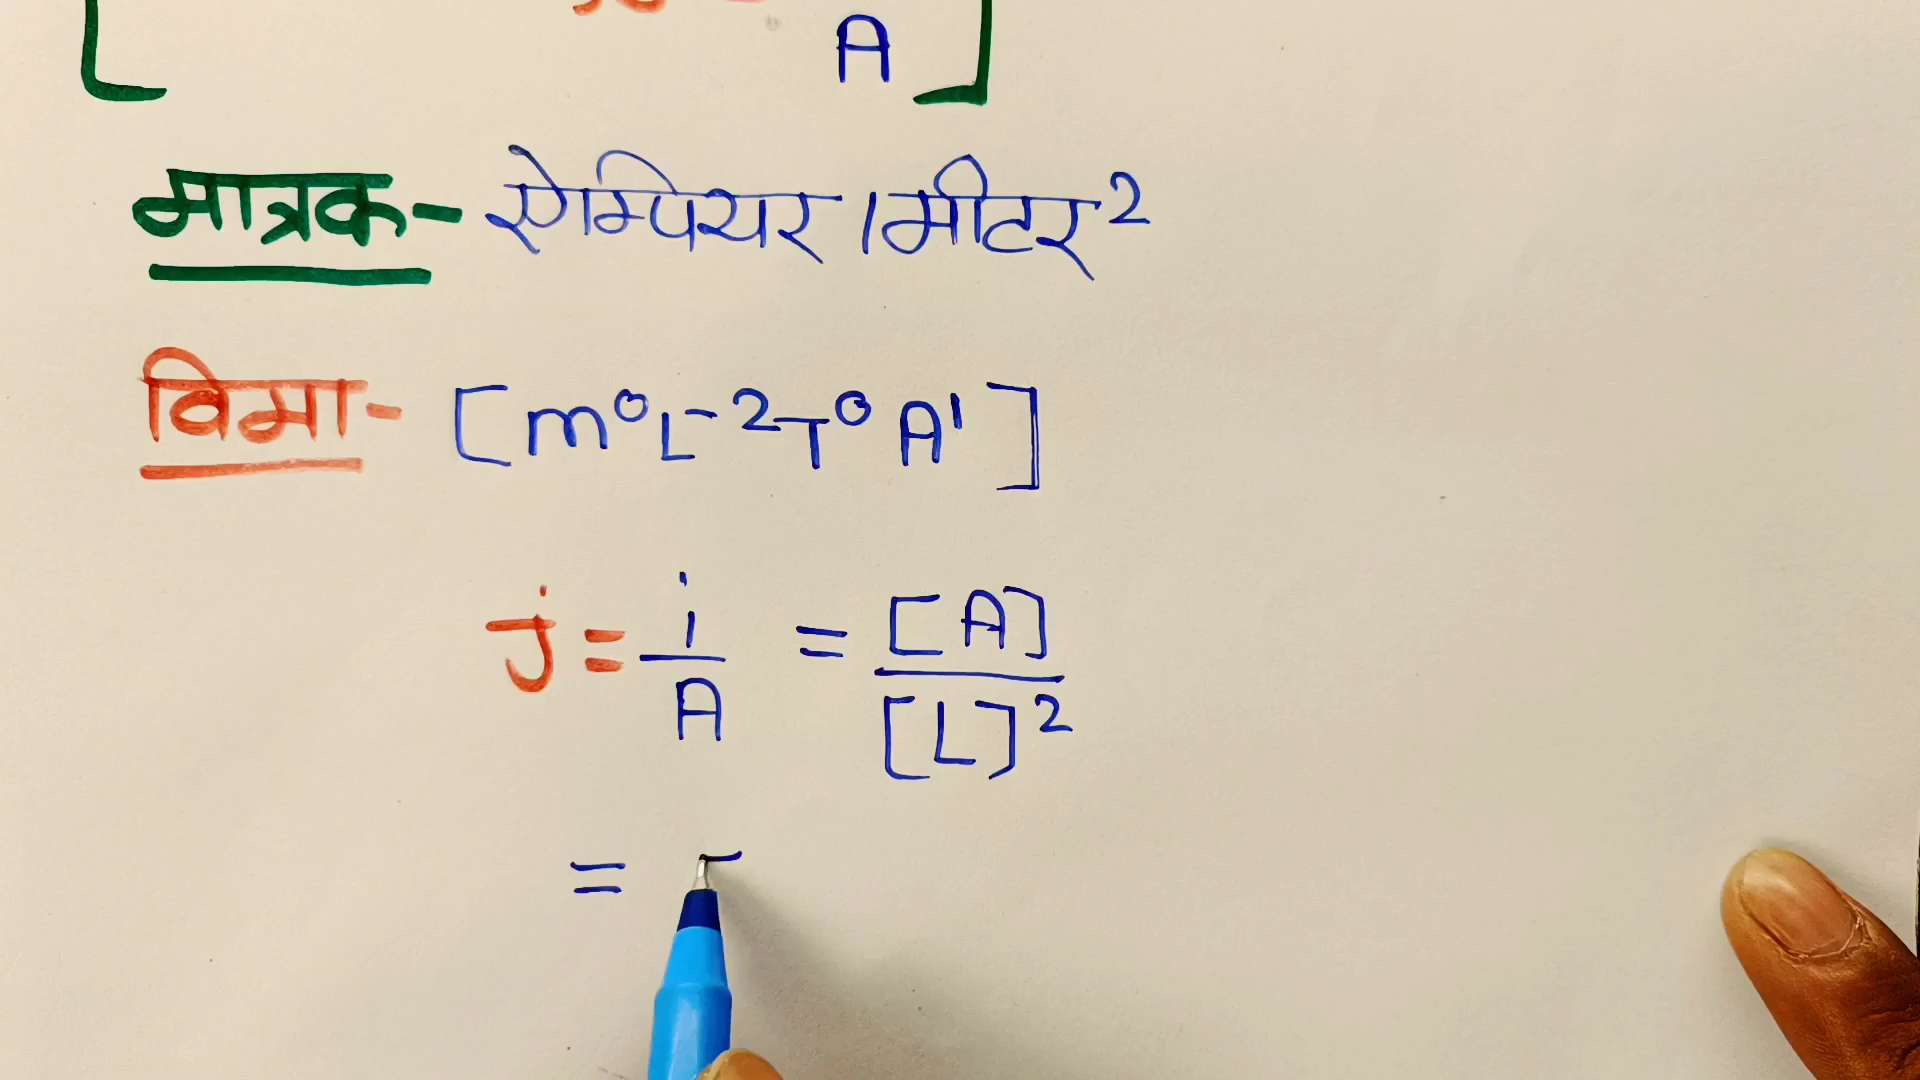 A
मात्रक- ऐम्पियर/मीटर²
विमा- [m⁰L⁻²T⁰A¹]
j = i/A = [A]/[L]²
=